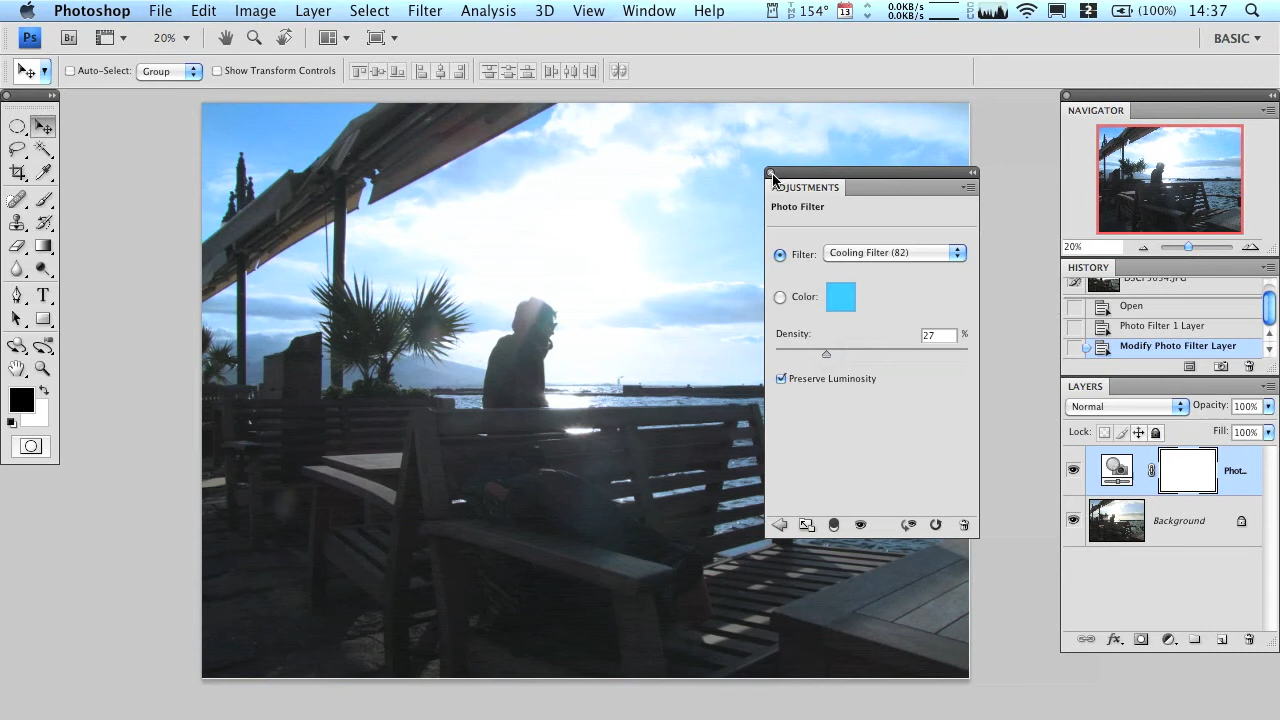 Photoshop File Edit Image Layer Select Filter Analysis 3D View Window Help 154° 13 0.0KB/s 0.0KB/s 2 (100%) 14:37
Ps Br 20% BASIC
Auto-Select: Group Show Transform Controls
NAVIGATOR
20%
ADJUSTMENTS
Photo Filter
Filter: Cooling Filter (82)
Color:
Density: 27 %
Preserve Luminosity
HISTORY
Open
Photo Filter 1 Layer
Modify Photo Filter Layer
LAYERS
Normal Opacity: 100%
Lock: Fill: 100%
Phot...
Background